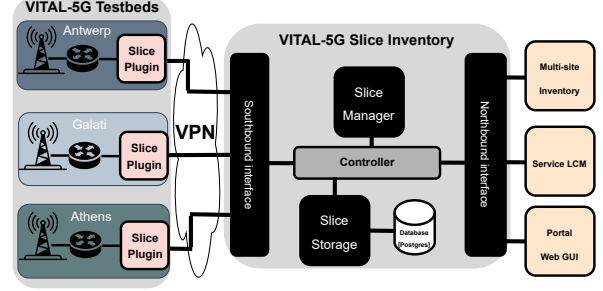 VITAL-5G Testbeds
Antwerp
Slice
Plugin
Galati
Slice
Plugin
Athens
Slice
Plugin
VPN
VITAL-5G Slice Inventory
Southbound interface
Slice
Manager
Controller
Slice
Storage
Database
[Postgres]
Northbound interface
Multi-site
Inventory
Service LCM
Portal
Web GUI